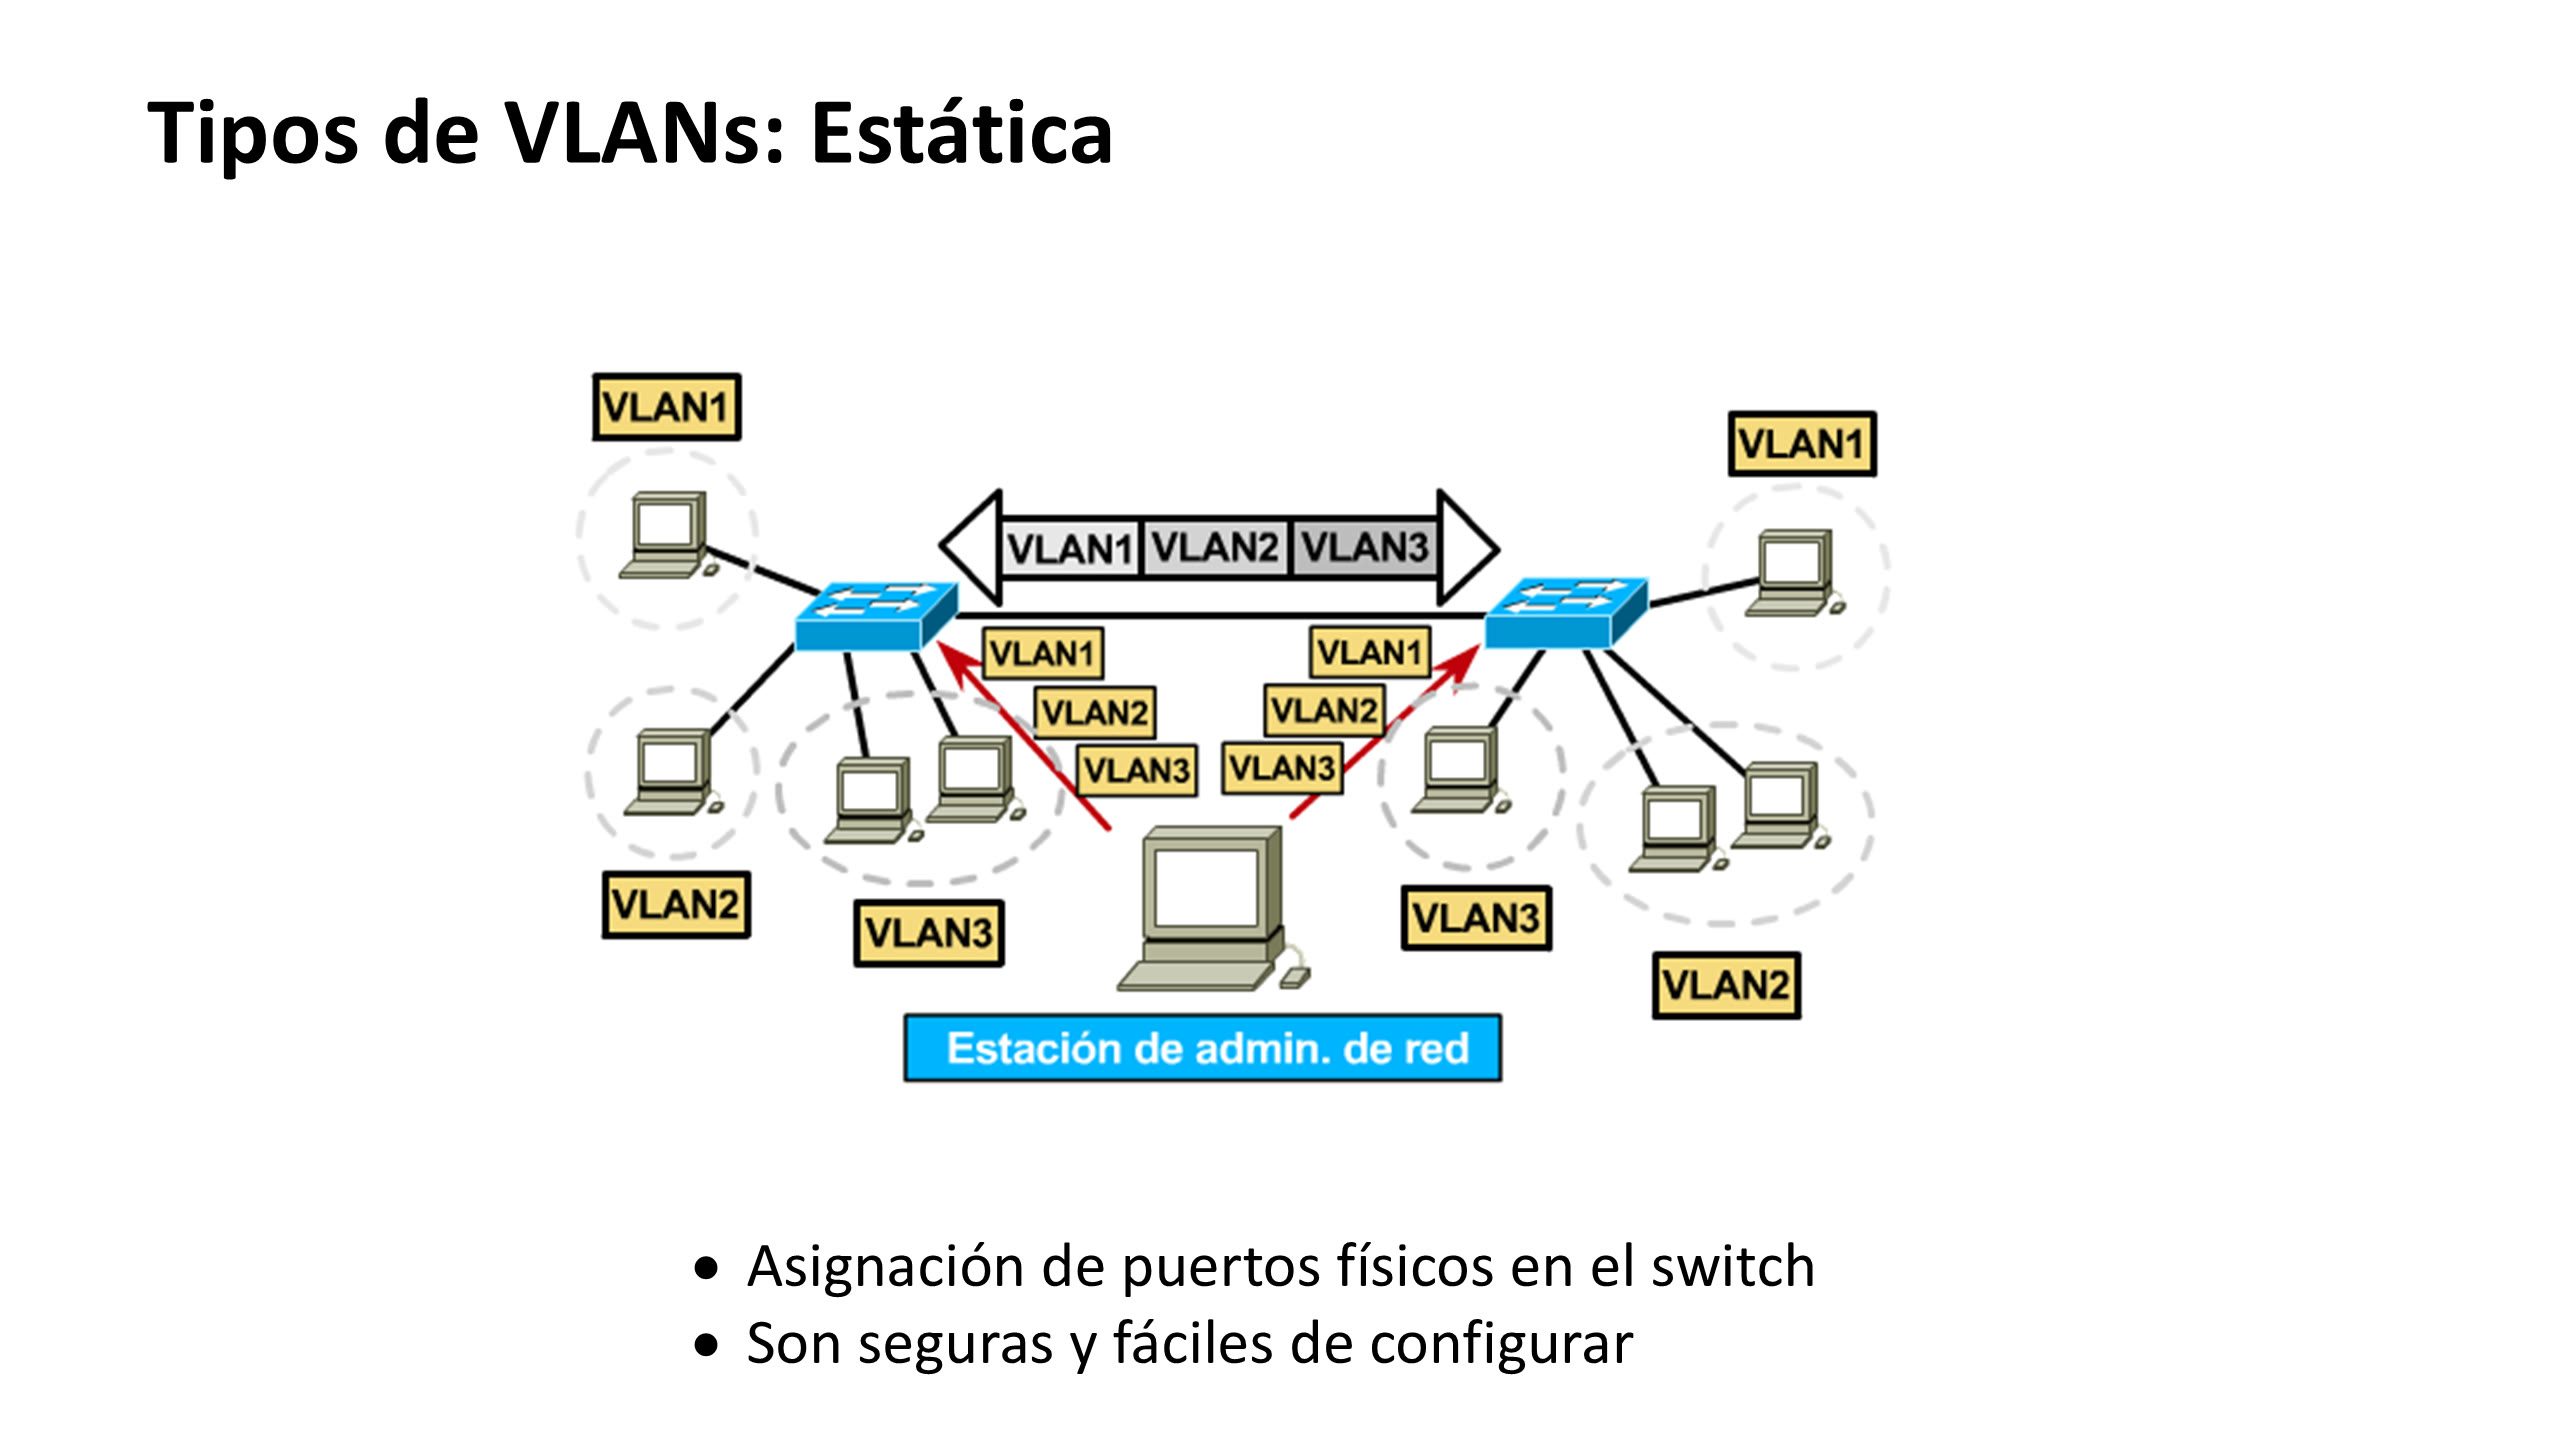 Tipos de VLANs: Estática
VLAN1
VLAN1
VLAN1 VLAN2 VLAN3
VLAN1
VLAN2
VLAN3
VLAN1
VLAN2
VLAN3
VLAN2
VLAN3
VLAN3
VLAN2
Estación de admin. de red
• Asignación de puertos físicos en el switch
• Son seguras y fáciles de configurar